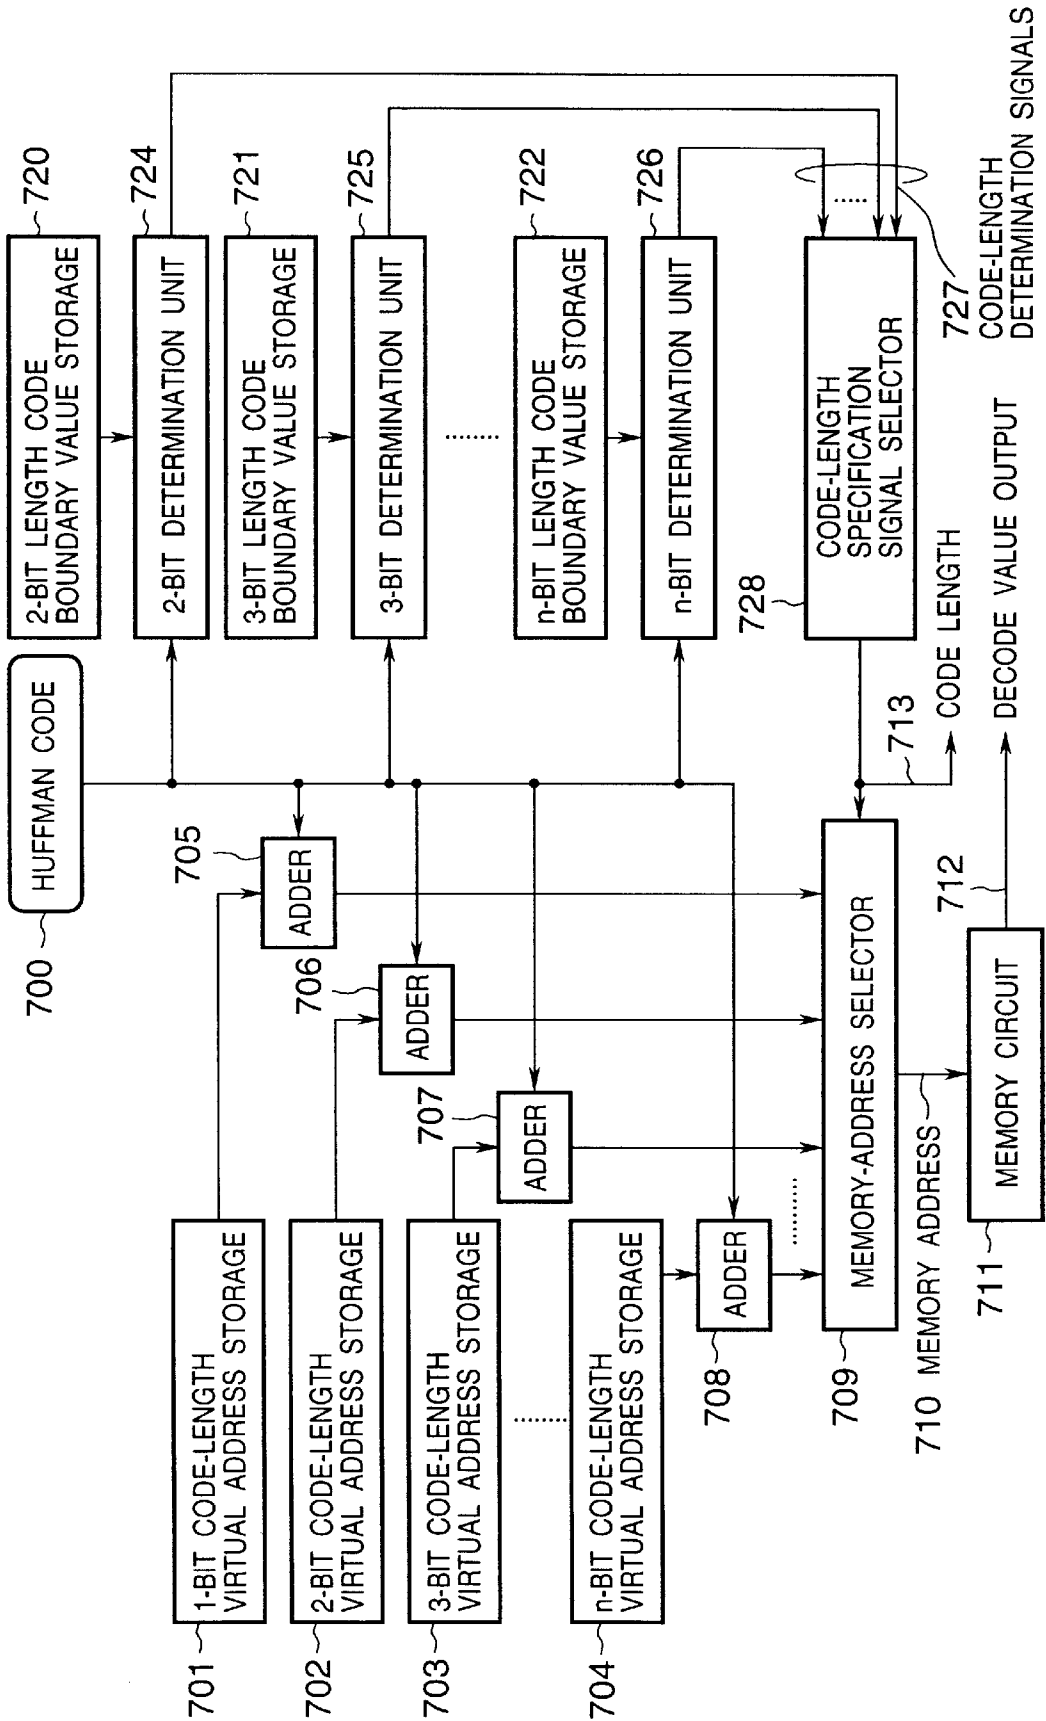 700
HUFFMAN CODE
2-BIT LENGTH CODE
BOUNDARY VALUE STORAGE
720
2-BIT DETERMINATION UNIT
724
3-BIT LENGTH CODE
BOUNDARY VALUE STORAGE
721
3-BIT DETERMINATION UNIT
725
n-BIT LENGTH CODE
BOUNDARY VALUE STORAGE
722
n-BIT DETERMINATION UNIT
726
701
1-BIT CODE-LENGTH
VIRTUAL ADDRESS STORAGE
702
2-BIT CODE-LENGTH
VIRTUAL ADDRESS STORAGE
703
3-BIT CODE-LENGTH
VIRTUAL ADDRESS STORAGE
704
n-BIT CODE-LENGTH
VIRTUAL ADDRESS STORAGE
705
ADDER
706
ADDER
707
ADDER
708
ADDER
709
MEMORY-ADDRESS SELECTOR
728
CODE-LENGTH
SPECIFICATION
SIGNAL SELECTOR
727
CODE-LENGTH
DETERMINATION SIGNALS
713
CODE LENGTH
710 MEMORY ADDRESS
711
MEMORY CIRCUIT
712
DECODE VALUE OUTPUT